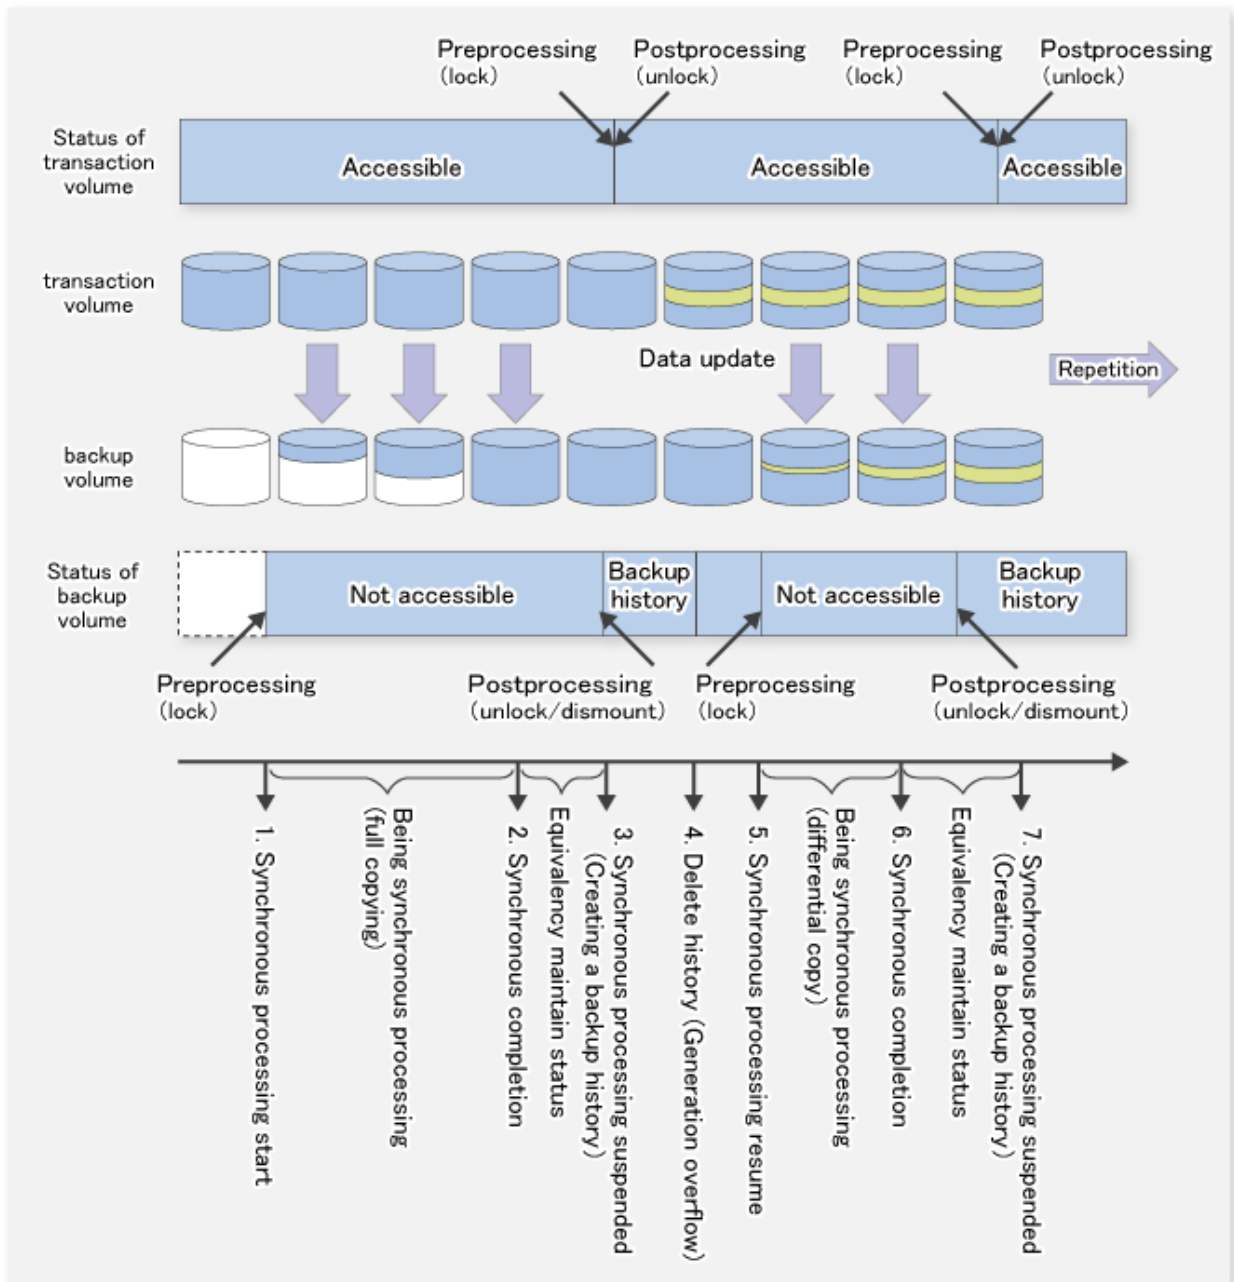 Preprocessing
(lock)
Postprocessing
(unlock)
Preprocessing
(lock)
Postprocessing
(unlock)
Status of
transaction
volume
Accessible
Accessible
Accessible
transaction
volume
Data update
Repetition
backup
volume
Status of
backup
volume
Not accessible
Backup
history
Not accessible
Backup
history
Preprocessing
(lock)
Postprocessing
(unlock/dismount)
Preprocessing
(lock)
Postprocessing
(unlock/dismount)
1. Synchronous processing start
Being synchronous processing
(full copying)
2. Synchronous completion
Equivalency maintain status
3. Synchronous processing suspended
(Creating a backup history)
4. Delete history (Generation overflow)
5. Synchronous processing resume
Being synchronous processing
(differential copy)
6. Synchronous completion
Equivalency maintain status
7. Synchronous processing suspended
(Creating a backup history)